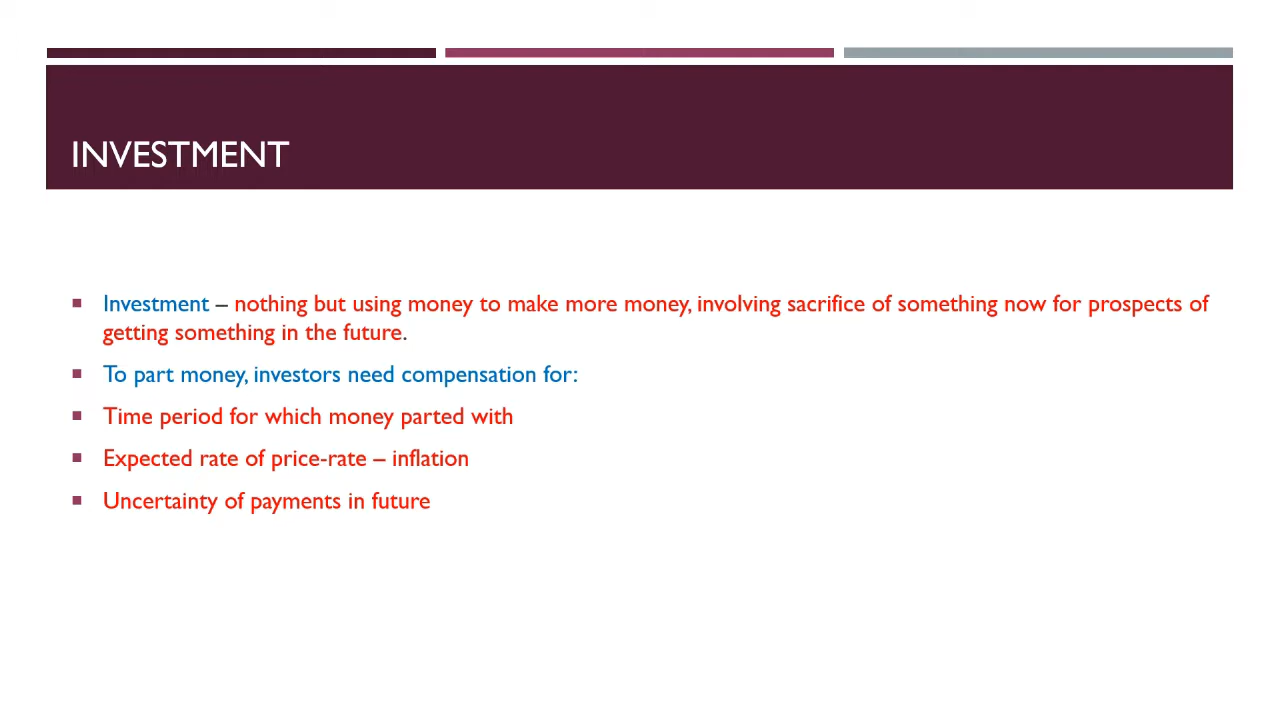 INVESTMENT
Investment – nothing but using money to make more money, involving sacrifice of something now for prospects of
getting something in the future.
To part money, investors need compensation for:
Time period for which money parted with
Expected rate of price-rate – inflation
Uncertainty of payments in future